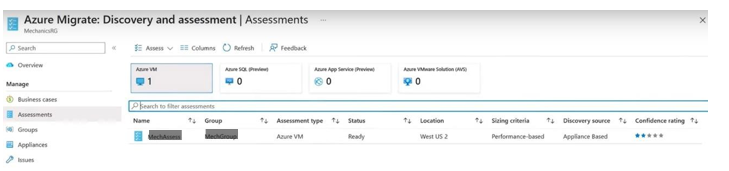 Azure Migrate: Discovery and assessment | Assessments ...
MechanicsRG
Search
Assess Columns Refresh Feedback
Overview
Manage
Business cases
Assessments
Groups
Appliances
Issues
Azure VM
1
Azure SQL (Preview)
0
Azure App Service (Preview)
0
Azure VMware Solution (AVS)
0
Search to filter assessments
Name Group Assessment type Status Location Sizing criteria Discovery source Confidence rating
MechAssess MechGroup Azure VM Ready West US 2 Performance-based Appliance Based